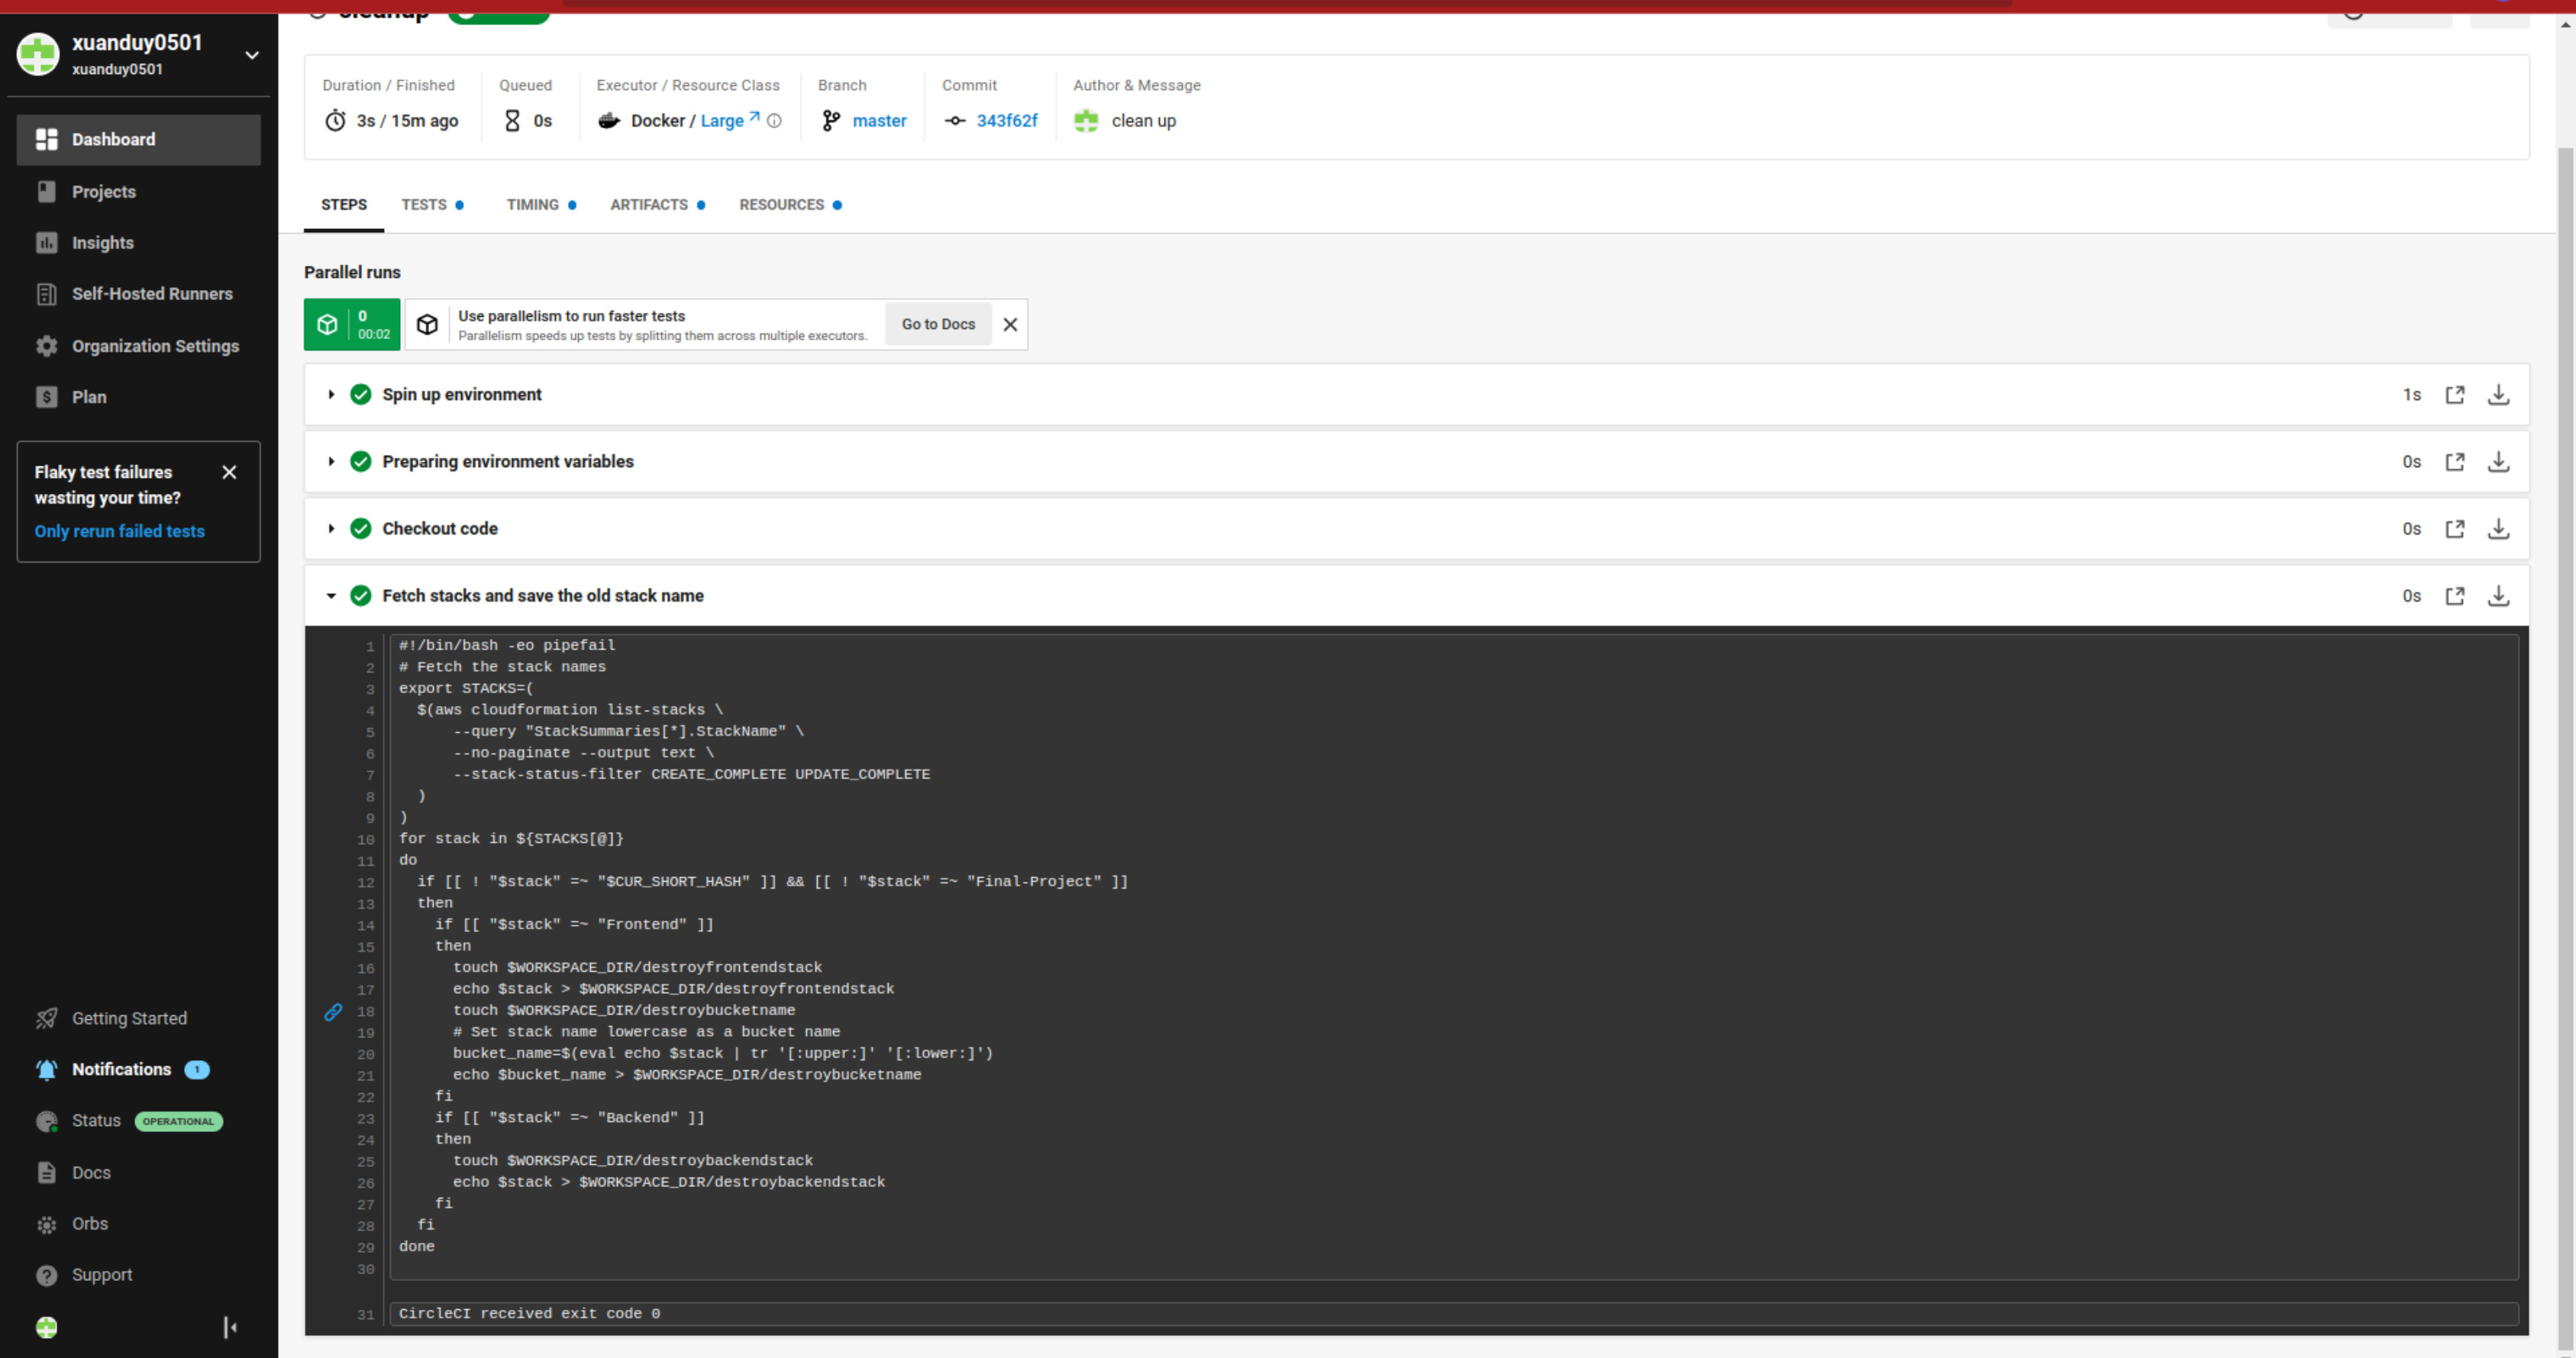 cleanup
xuanduy0501
xuanduy0501
Dashboard
Projects
Insights
Self-Hosted Runners
Organization Settings
Plan
Flaky test failures
wasting your time?
Only rerun failed tests
Getting Started
Notifications 1
Status OPERATIONAL
Docs
Orbs
Support
Duration / Finished
3s / 15m ago
Queued
0s
Executor / Resource Class
Docker / Large
Branch
master
Commit
343f62f
Author & Message
clean up
STEPS TESTS TIMING ARTIFACTS RESOURCES
Parallel runs
0
00:02
Use parallelism to run faster tests
Parallelism speeds up tests by splitting them across multiple executors.
Go to Docs
Spin up environment 1s
Preparing environment variables 0s
Checkout code 0s
Fetch stacks and save the old stack name 0s
1 #!/bin/bash -eo pipefail
2 # Fetch the stack names
3 export STACKS=(
4 $(aws cloudformation list-stacks \
5 --query "StackSummaries[*].StackName" \
6 --no-paginate --output text \
7 --stack-status-filter CREATE_COMPLETE UPDATE_COMPLETE
8 )
9 )
10 for stack in ${STACKS[@]}
11 do
12 if [[ ! "$stack" =~ "$CUR_SHORT_HASH" ]] && [[ ! "$stack" =~ "Final-Project" ]]
13 then
14 if [[ "$stack" =~ "Frontend" ]]
15 then
16 touch $WORKSPACE_DIR/destroyfrontendstack
17 echo $stack > $WORKSPACE_DIR/destroyfrontendstack
18 touch $WORKSPACE_DIR/destroybucketname
19 # Set stack name lowercase as a bucket name
20 bucket_name=$(eval echo $stack | tr '[:upper:]' '[:lower:]')
21 echo $bucket_name > $WORKSPACE_DIR/destroybucketname
22 fi
23 if [[ "$stack" =~ "Backend" ]]
24 then
25 touch $WORKSPACE_DIR/destroybackendstack
26 echo $stack > $WORKSPACE_DIR/destroybackendstack
27 fi
28 fi
29 done
30
31 CircleCI received exit code 0